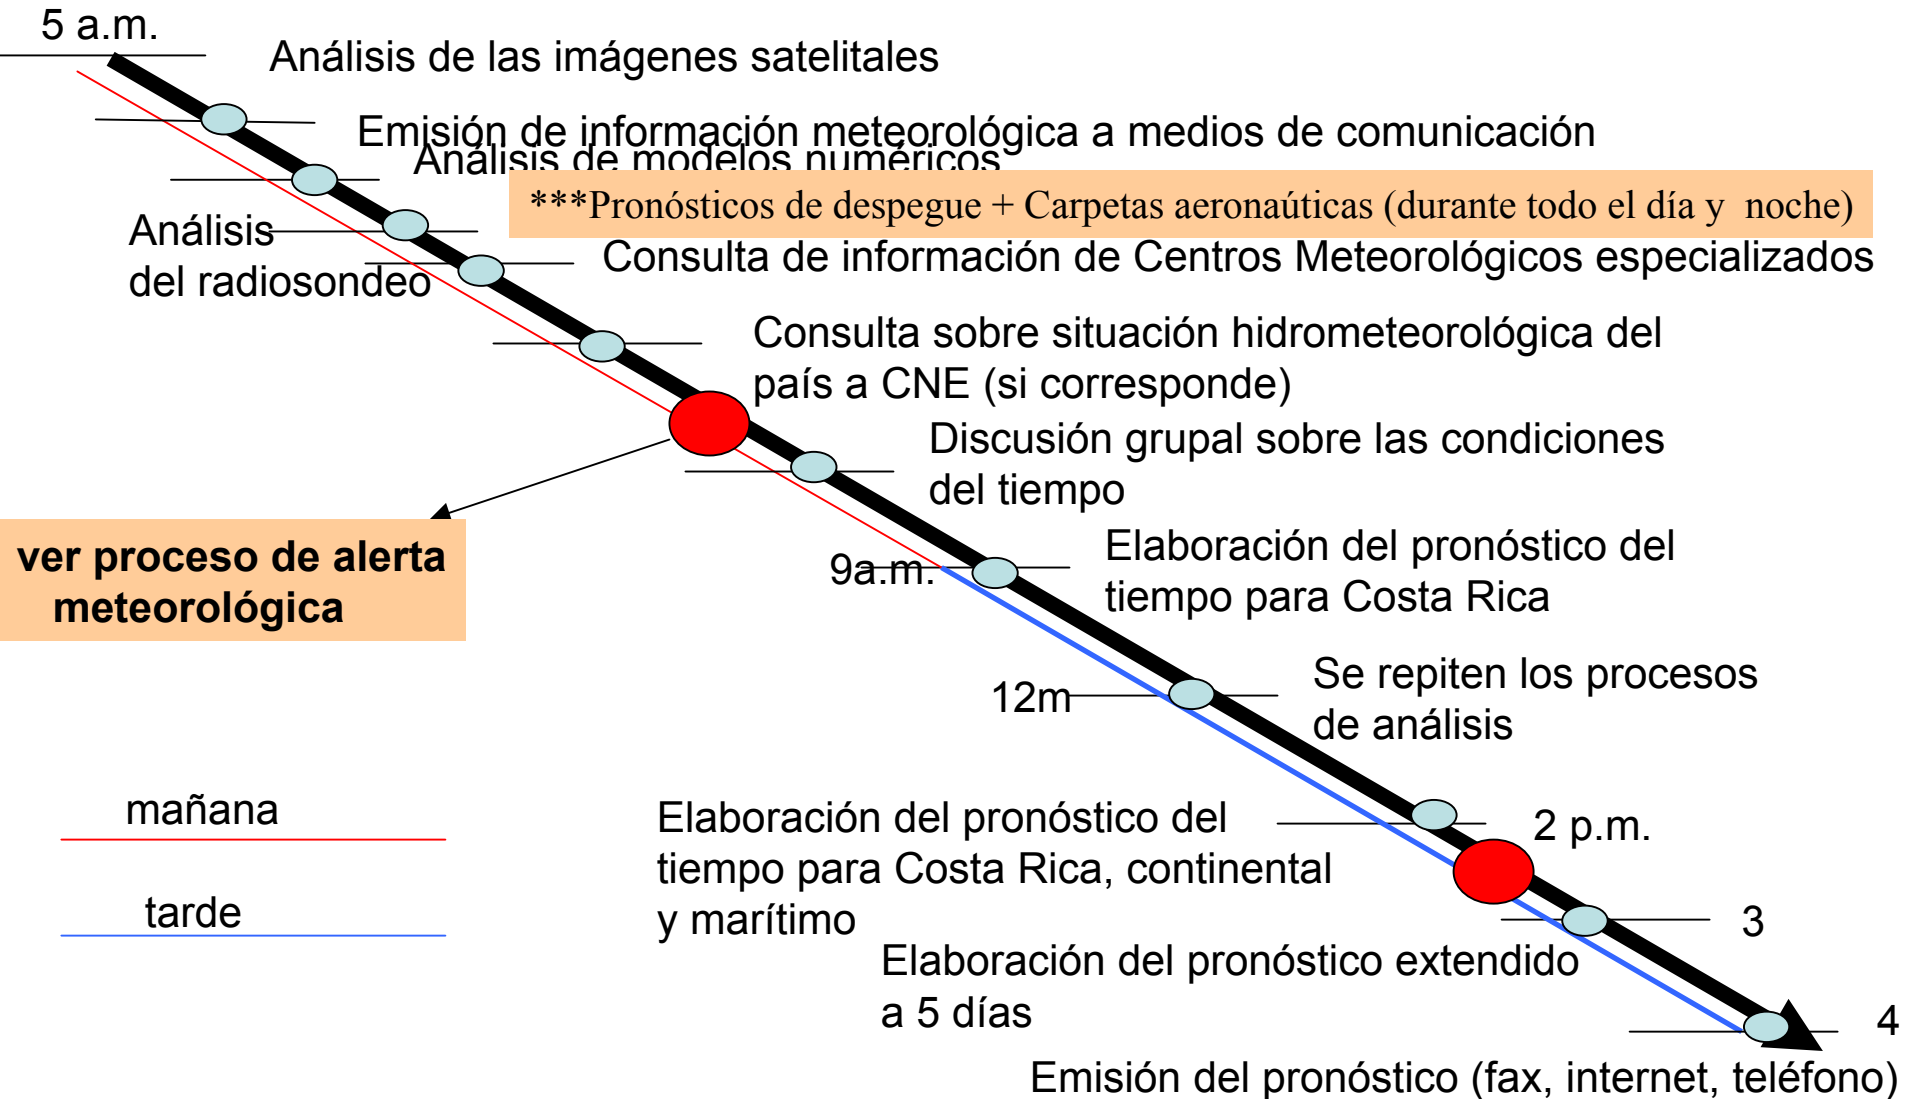 5 a.m.
Análisis de las imágenes satelitales
Emisión de información meteorológica a medios de comunicación
Análisis de modelos numéricos
***Pronósticos de despegue + Carpetas aeronaúticas (durante todo el día y  noche)
Análisis
del radiosondeo
Consulta de información de Centros Meteorológicos especializados
Consulta sobre situación hidrometeorológica del
país a CNE (si corresponde)
Discusión grupal sobre las condiciones
del tiempo
ver proceso de alerta
meteorológica
9a.m.
Elaboración del pronóstico del
tiempo para Costa Rica
12m
Se repiten los procesos
de análisis
mañana
tarde
Elaboración del pronóstico del
tiempo para Costa Rica, continental
y marítimo
2 p.m.
3
Elaboración del pronóstico extendido
a 5 días
4
Emisión del pronóstico (fax, internet, teléfono)